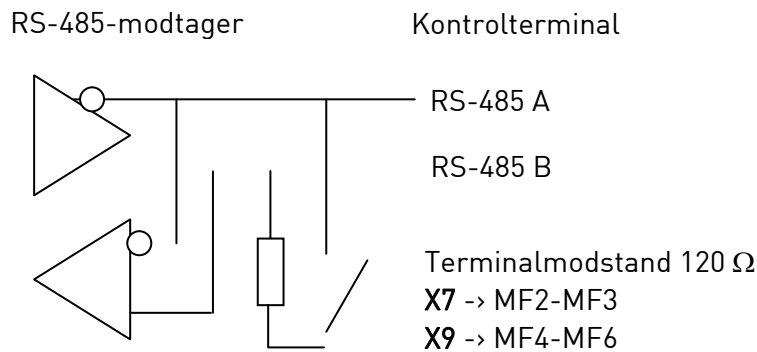 RS-485-modtager
Kontrolterminal
RS-485 A
RS-485 B
Terminalmodstand 120 Ω
X7 -> MF2-MF3
X9 -> MF4-MF6